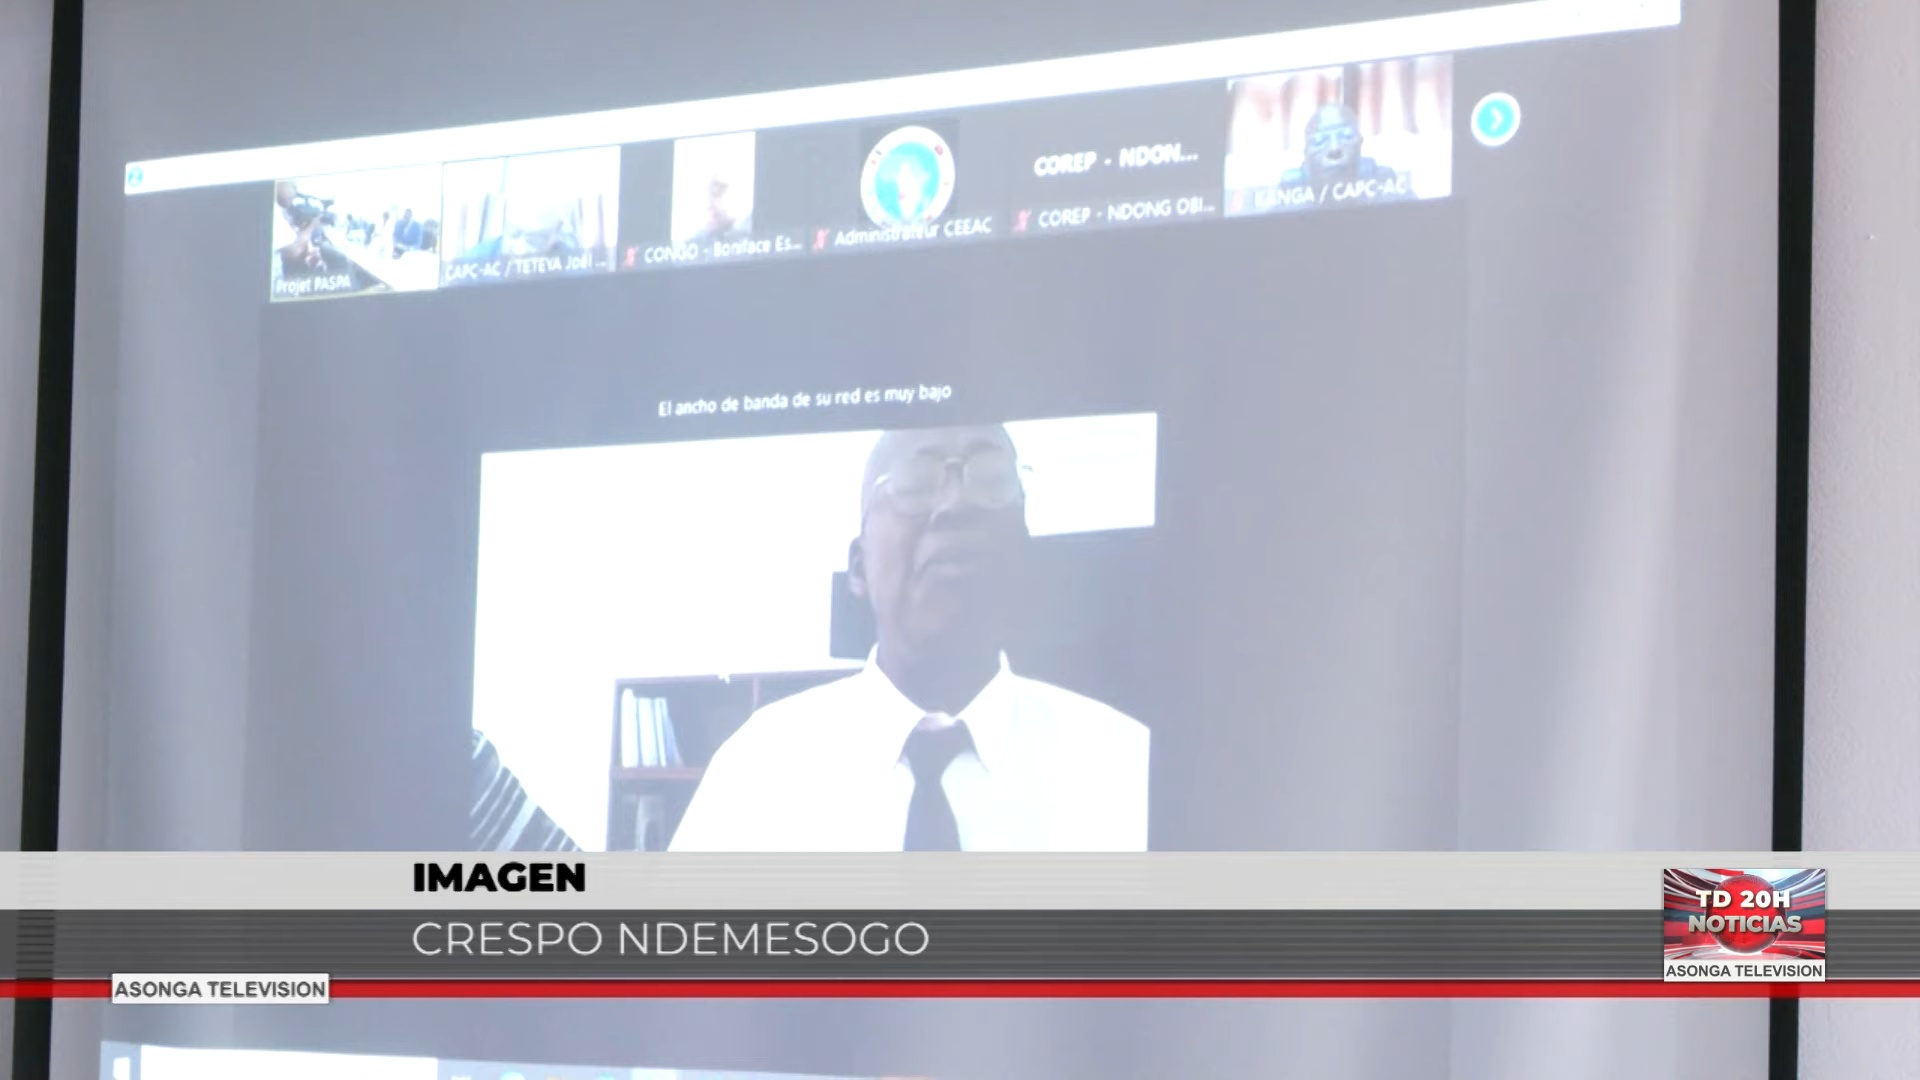 COREP - NDON...
Projet PASPA
CAPC-AC / TETEYA Joël ...
CONGO - Boniface Es...
Administrateur CEEAC
COREP - NDONG OBI...
KANGA / CAPC-AC
El ancho de banda de su red es muy bajo
IMAGEN
CRESPO NDEMESOGO
TD 20H
NOTICIAS
ASONGA TELEVISION
ASONGA TELEVISION